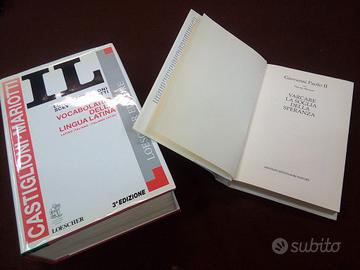 CASTIGLIONI MARIOTTI
IL
VOCABOLARIO
DELLA
LINGUA LATINA
3ª EDIZIONE
LOESCHER
LOESCHER
Giovanni Paolo II
VARCARE
LA SOGLIA
DELLA
SPERANZA
subito